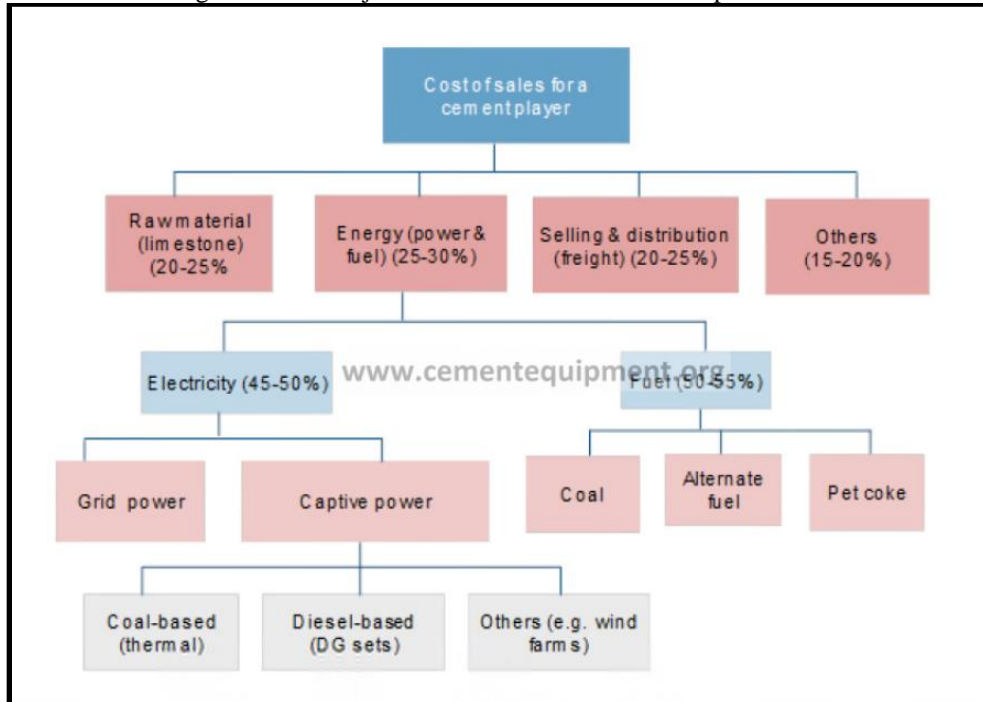 Cost of sales for a
cement player
Raw material
(limestone)
(20-25%
Energy (power &
fuel) (25-30%)
Selling & distribution
(freight) (20-25%)
Others
(15-20%)
www.cementequipment.org
Electricity (45-50%)
Fuel (50-55%)
Grid power
Captive power
Coal
Alternate
fuel
Pet coke
Coal-based
(thermal)
Diesel-based
(DG sets)
Others (e.g. wind
farms)